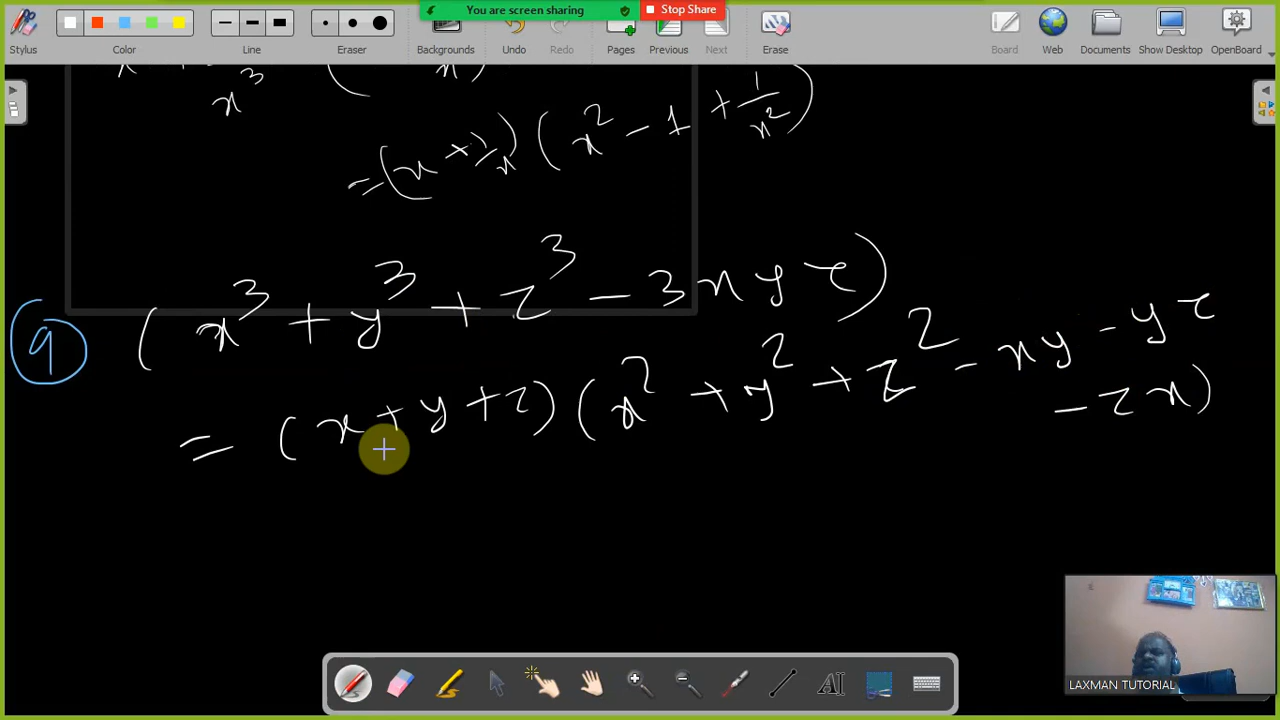 You are screen sharing Stop Share
Stylus Color Line Eraser Backgrounds Undo Redo Pages Previous Next Erase Board Web Documents Show Desktop OpenBoard
x³
= (x + 1/x) (x² - 1 + 1/x²)
9 (x³ + y³ + z³ - 3xyz)
= (x + y + z) (x² + y² + z² - xy - yz
- zx)
LAXMAN TUTORIAL